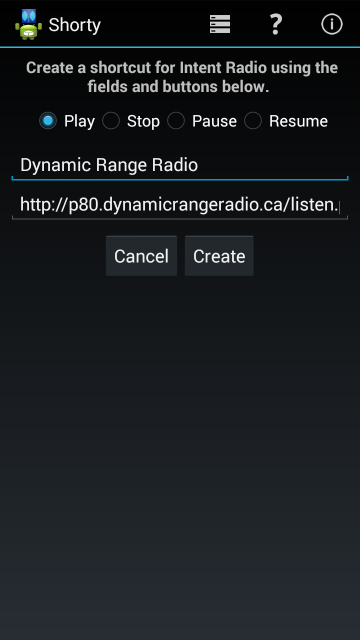 Shorty
Create a shortcut for Intent Radio using the
fields and buttons below.
Play Stop Pause Resume
Dynamic Range Radio
http://p80.dynamicrangeradio.ca/listen.
Cancel Create